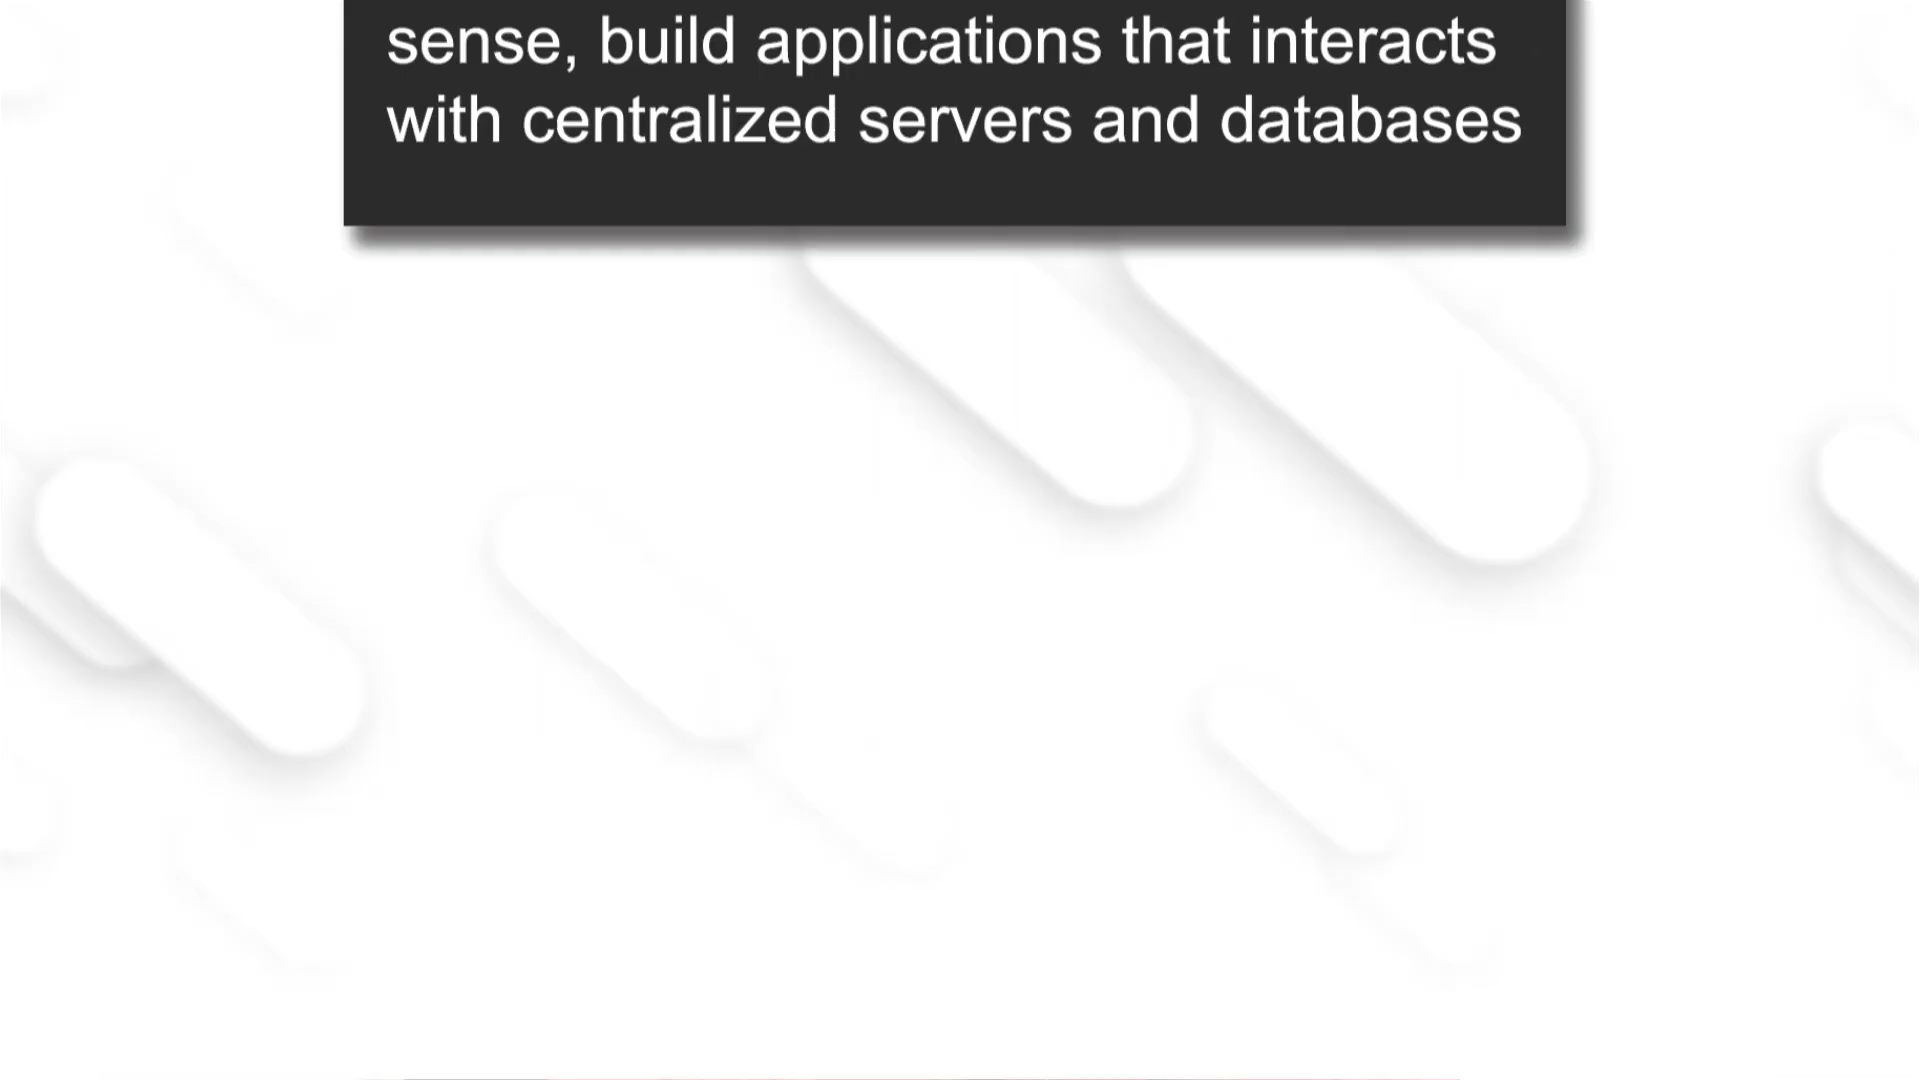 sense, build applications that interacts
with centralized servers and databases